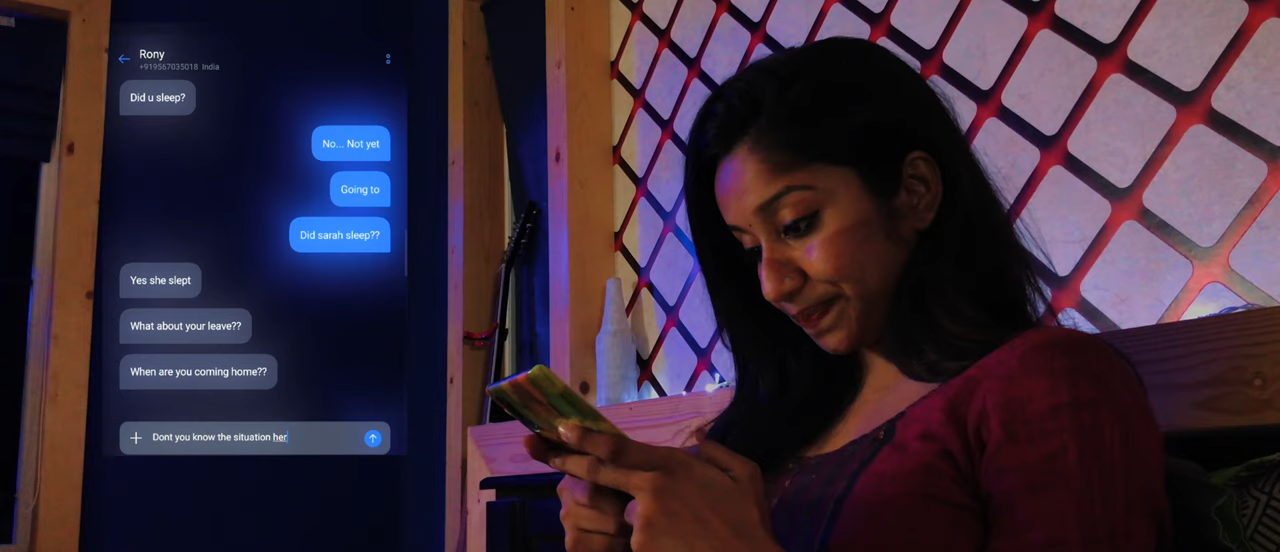 Rony
+919567035018 India
Did u sleep?
No... Not yet
Going to
Did sarah sleep??
Yes she slept
What about your leave??
When are you coming home??
Dont you know the situation her